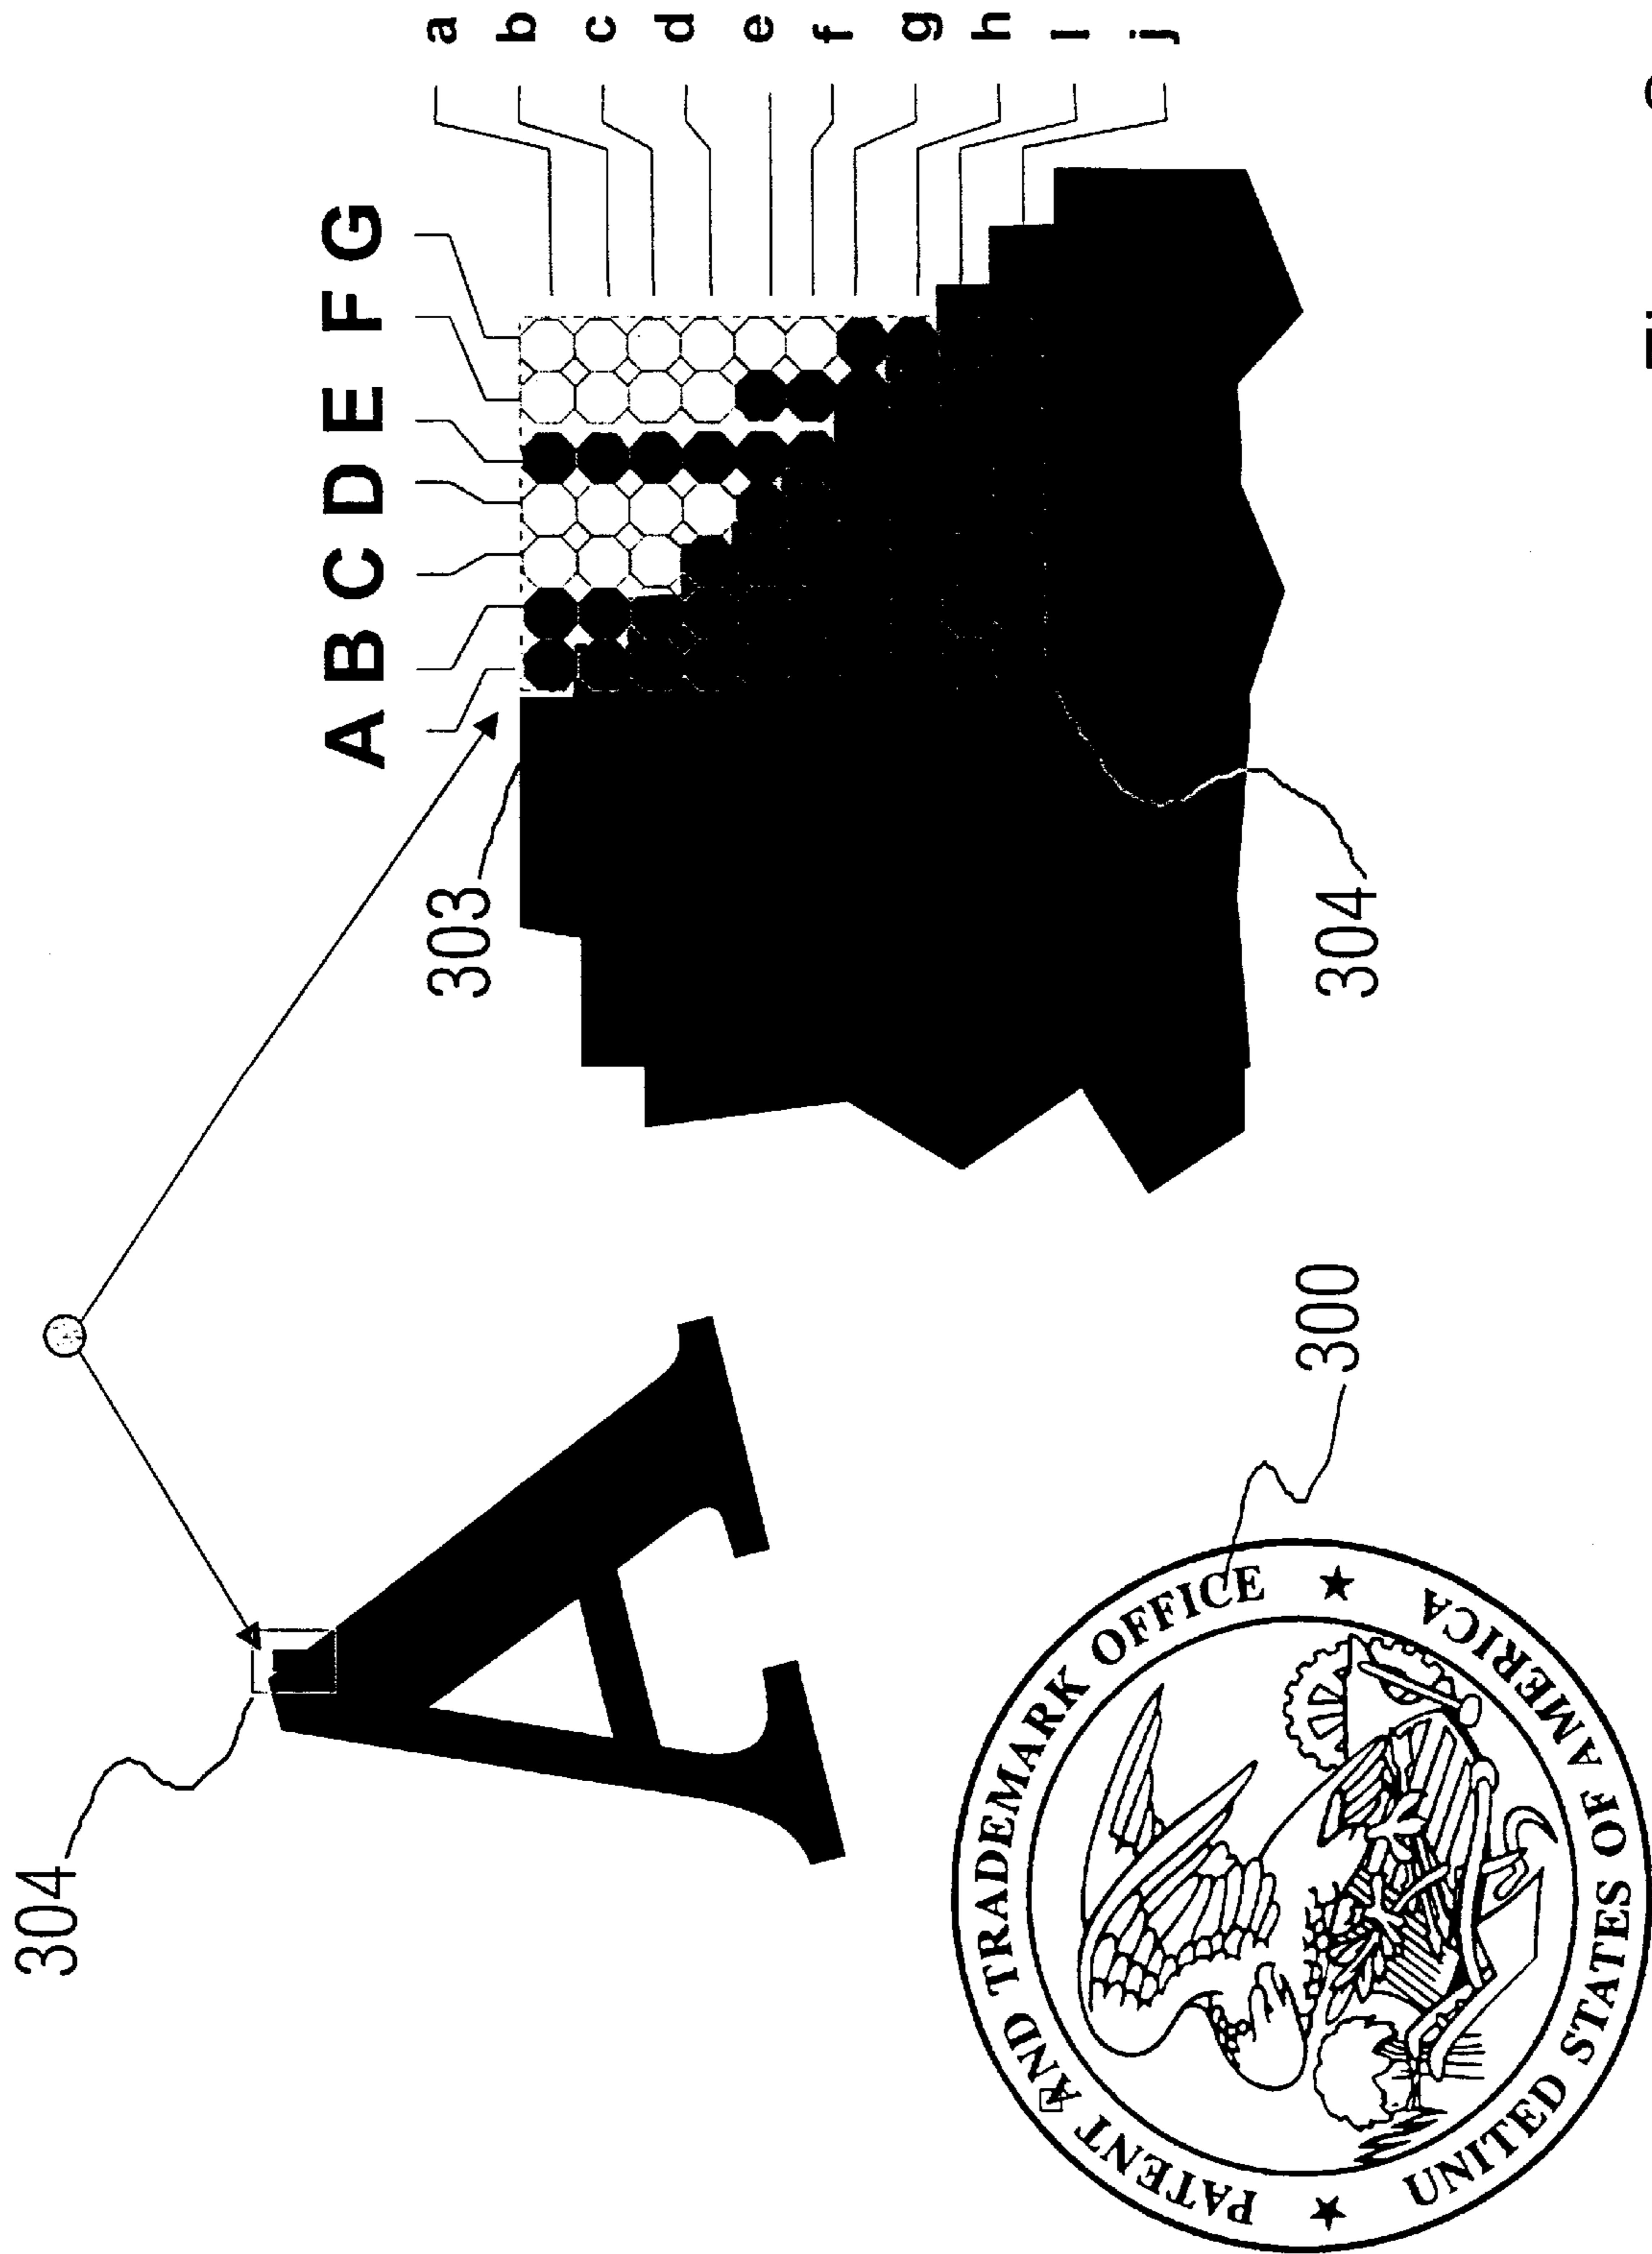 304
A
303
A B C D E F G
a
b
c
d
e
f
g
h
I
j
304
300
PATENT AND TRADEMARK OFFICE
★ UNITED STATES OF AMERICA ★